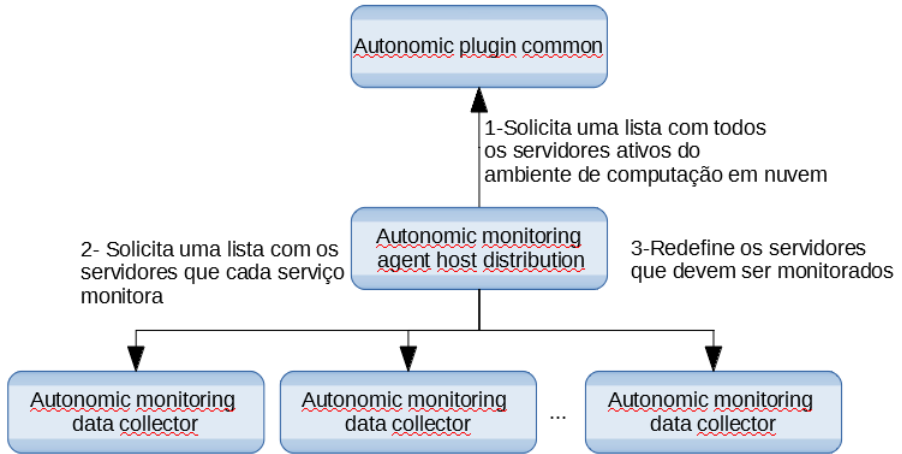 Autonomic plugin common
1-Solicita uma lista com todos
os servidores ativos do
ambiente de computação em nuvem
Autonomic monitoring
agent host distribution
2- Solicita uma lista com os
servidores que cada serviço
monitora
3-Redefine os servidores
que devem ser monitorados
Autonomic monitoring
data collector
Autonomic monitoring
data collector
...
Autonomic monitoring
data collector